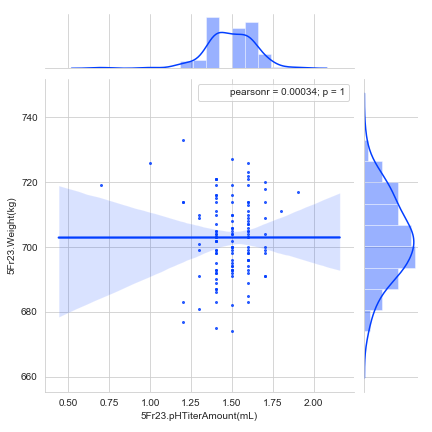 pearsonr = 0.00034; p = 1
740
720
700
680
660
5Fr23.Weight(kg)
0.50 0.75 1.00 1.25 1.50 1.75 2.00
5Fr23.pHTiterAmount(mL)